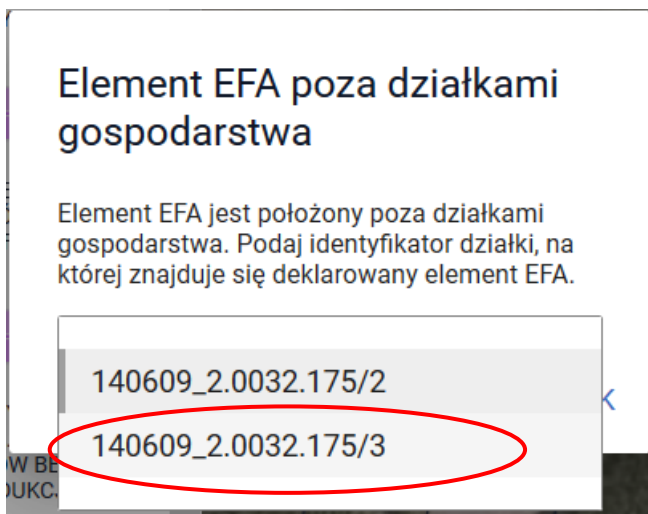 Element EFA poza działkami
gospodarstwa
Element EFA jest położony poza działkami
gospodarstwa. Podaj identyfikator działki, na
której znajduje się deklarowany element EFA.
140609_2.0032.175/2
K
140609_2.0032.175/3